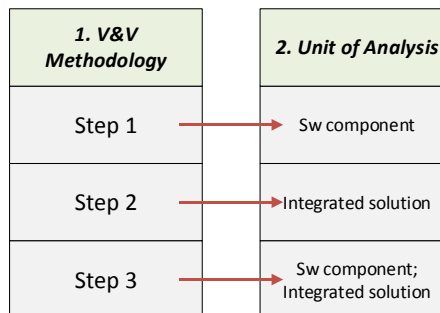 1. V&V
Methodology
2. Unit of Analysis
Step 1
Sw component
Step 2
Integrated solution
Step 3
Sw component;
Integrated solution